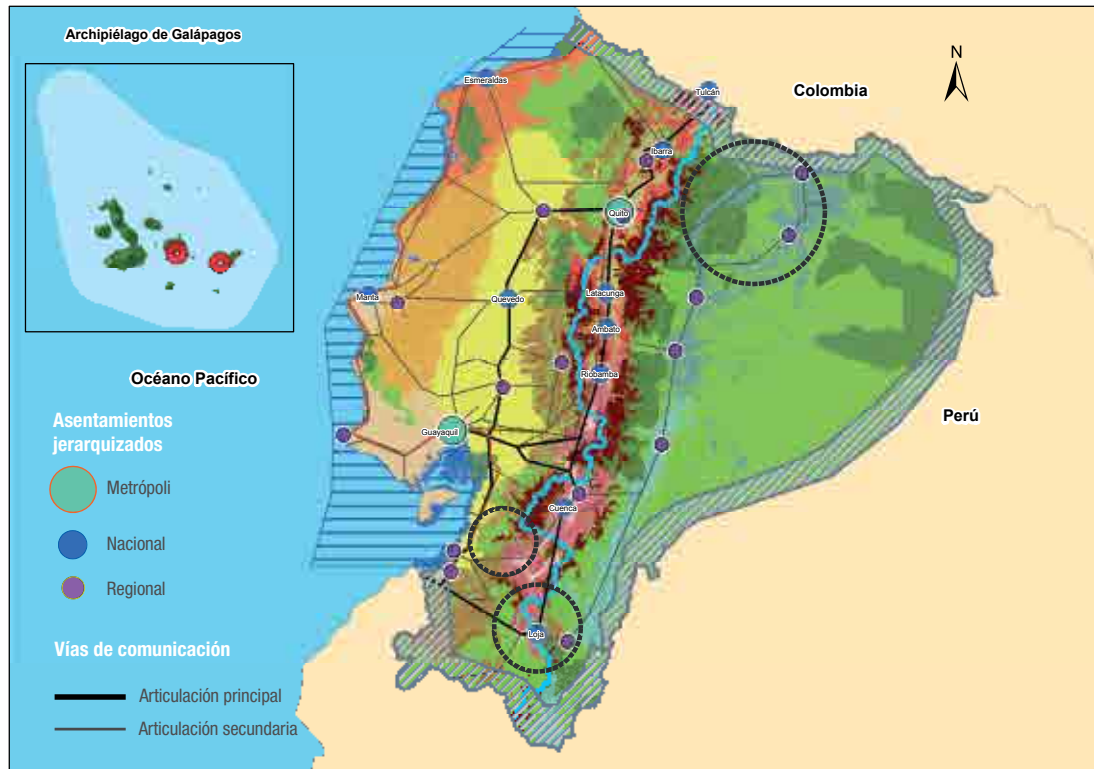 Archipiélago de Galápagos
N
Colombia
Esmeraldas
Tulcán
Ibarra
Quito
Manta
Quevedo
Latacunga
Ambato
Riobamba
Océano Pacífico
Perú
Guayaquil
Cuenca
Loja
Asentamientos
jerarquizados
Metrópoli
Nacional
Regional
Vías de comunicación
Articulación principal
Articulación secundaria